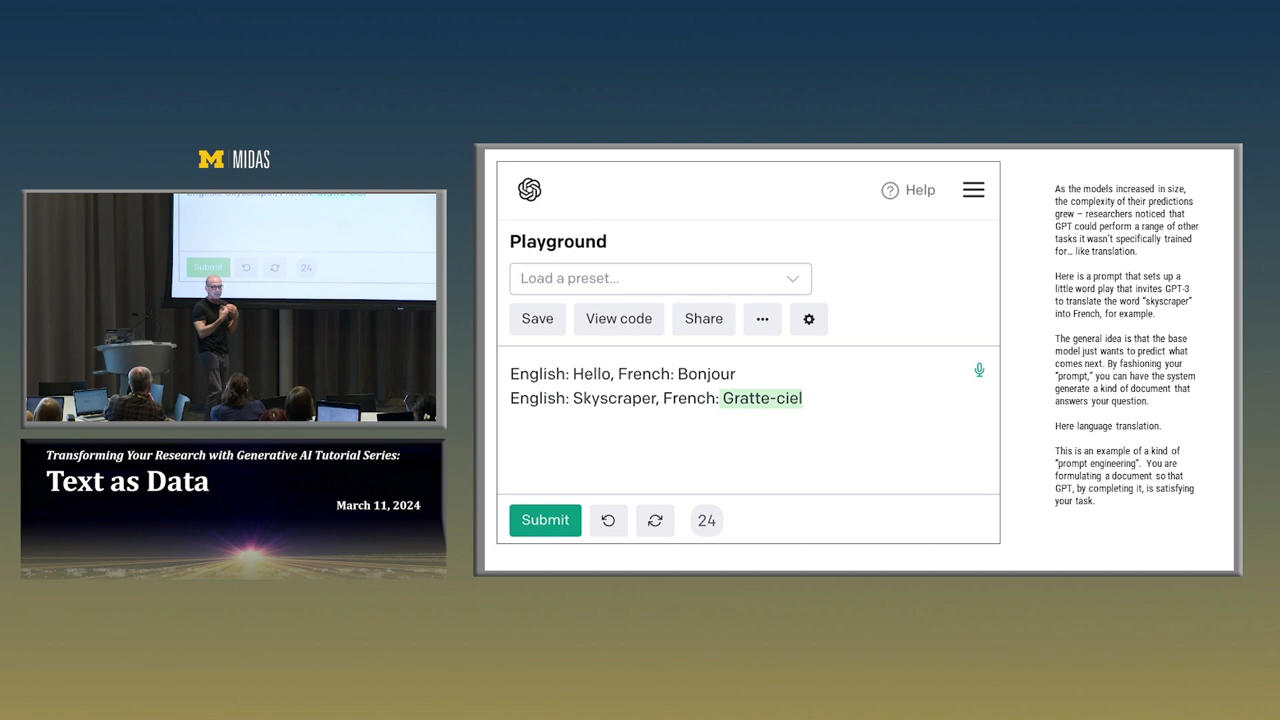 M | MIDAS
Submit
24
Transforming Your Research with Generative AI Tutorial Series:
Text as Data
March 11, 2024
Help
Playground
Load a preset...
Save
View code
Share
English: Hello, French: Bonjour
English: Skyscraper, French: Gratte-ciel
Submit
24
As the models increased in size,
the complexity of their predictions
grew – researchers noticed that
GPT could perform a range of other
tasks it wasn't specifically trained
for… like translation.
Here is a prompt that sets up a
little word play that invites GPT-3
to translate the word “skyscraper”
into French, for example.
The general idea is that the base
model just wants to predict what
comes next. By fashioning your
“prompt,” you can have the system
generate a kind of document that
answers your question.
Here language translation.
This is an example of a kind of
“prompt engineering”. You are
formulating a document so that
GPT, by completing it, is satisfying
your task.